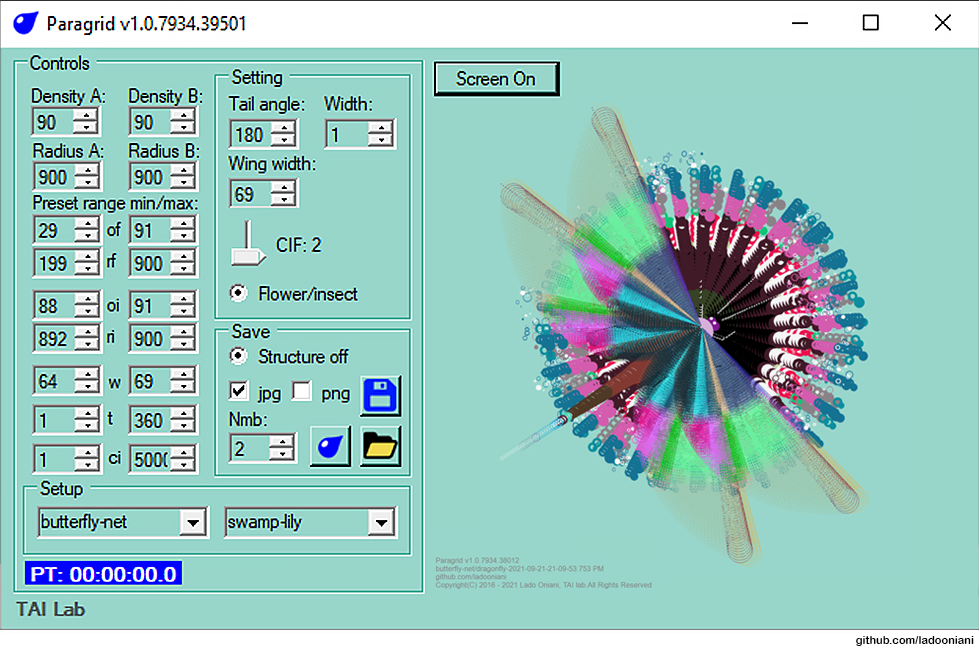 Paragrid v1.0.7934.39501
Controls
Density A: Density B:
90 90
Radius A: Radius B:
900 900
Preset range min/max:
29 of 91
199 rf 900
88 oi 91
892 ri 900
64 w 69
1 t 360
1 ci 5000
Setting
Tail angle: Width:
180 1
Wing width:
69
CIF: 2
Flower/insect
Save
Structure off
jpg png
Nmb:
2
Setup
butterfly-net swamp-lily
PT: 00:00:00.0
TAI Lab
Screen On
Paragrid v1.0.7934.38012
butterfly-net/dragonfly-2021-09-21-21-09-53.753 PM
github.com/ladooniani
Copyright(C) 2016 - 2021 Lado Oniani, TAI lab.All Rights Reserved
github.com/ladooniani